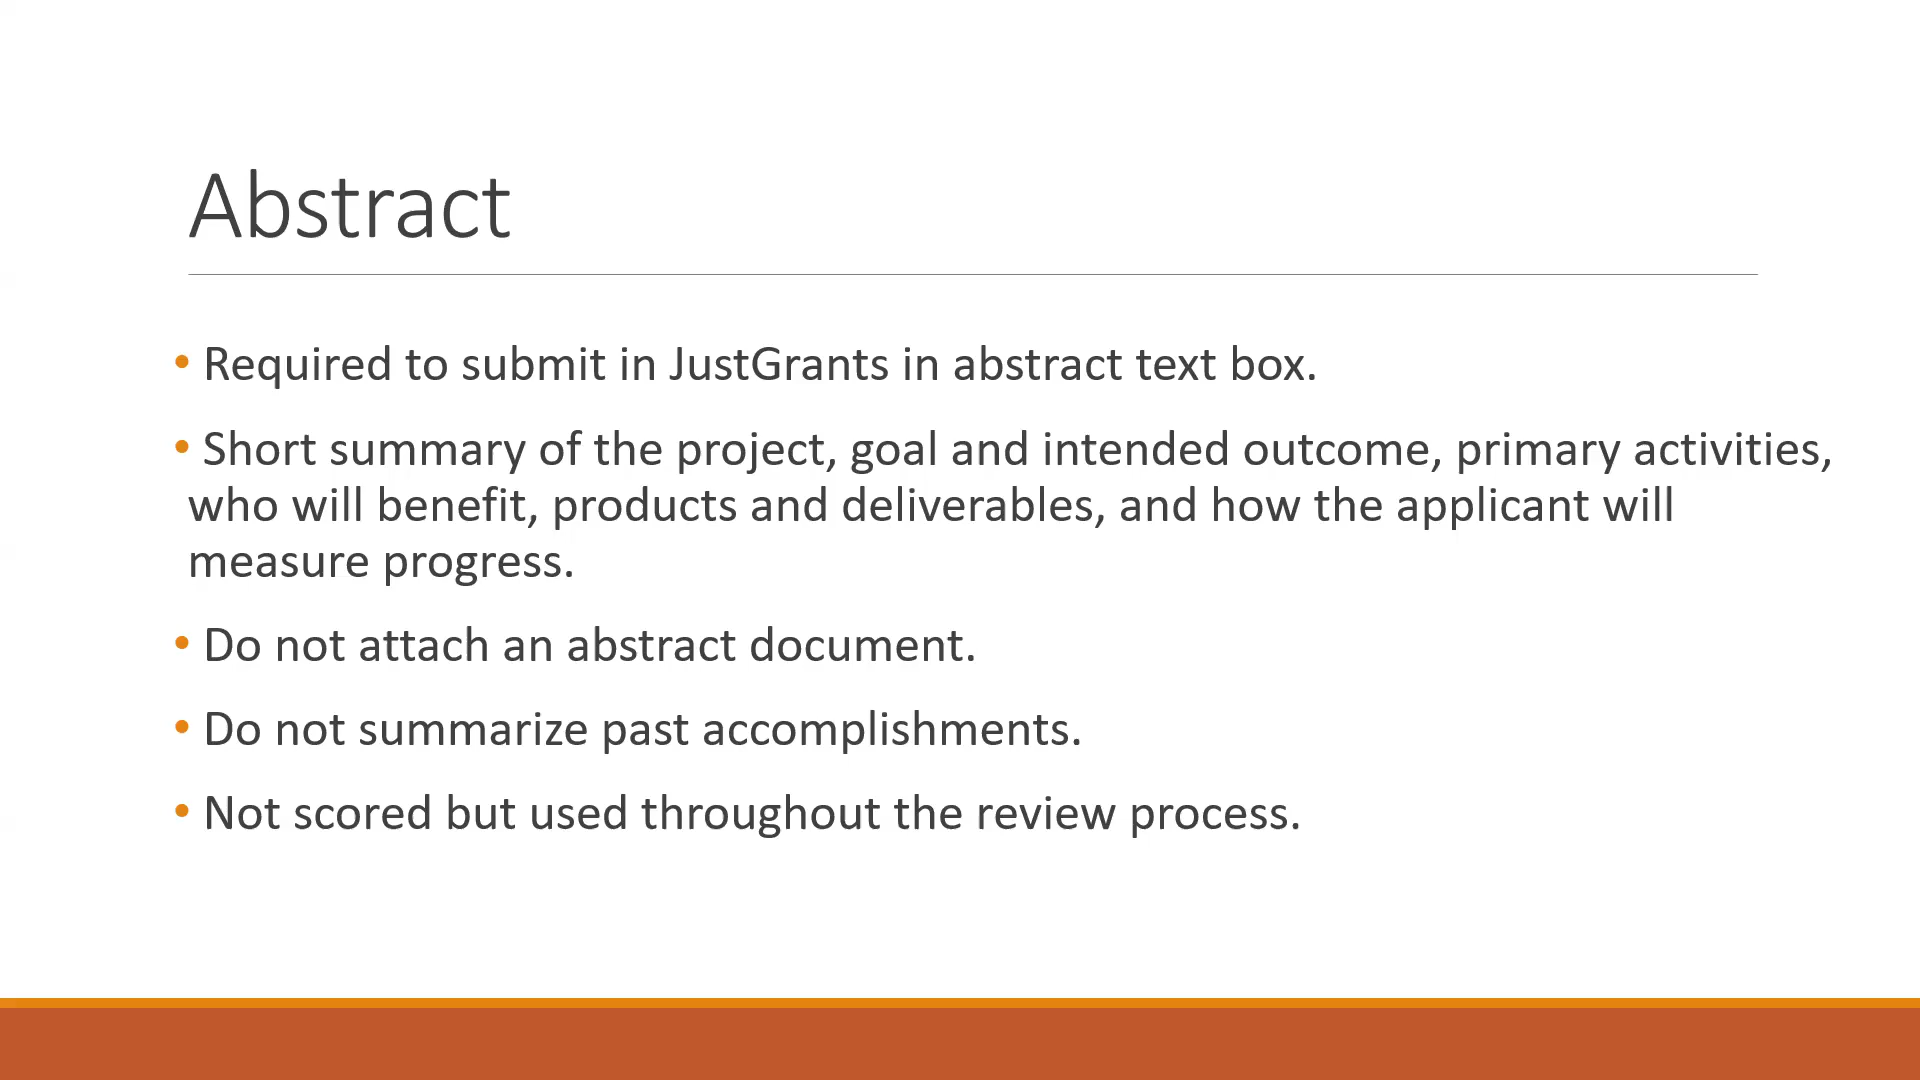 Abstract
• Required to submit in JustGrants in abstract text box.
• Short summary of the project, goal and intended outcome, primary activities,
who will benefit, products and deliverables, and how the applicant will
measure progress.
• Do not attach an abstract document.
• Do not summarize past accomplishments.
• Not scored but used throughout the review process.